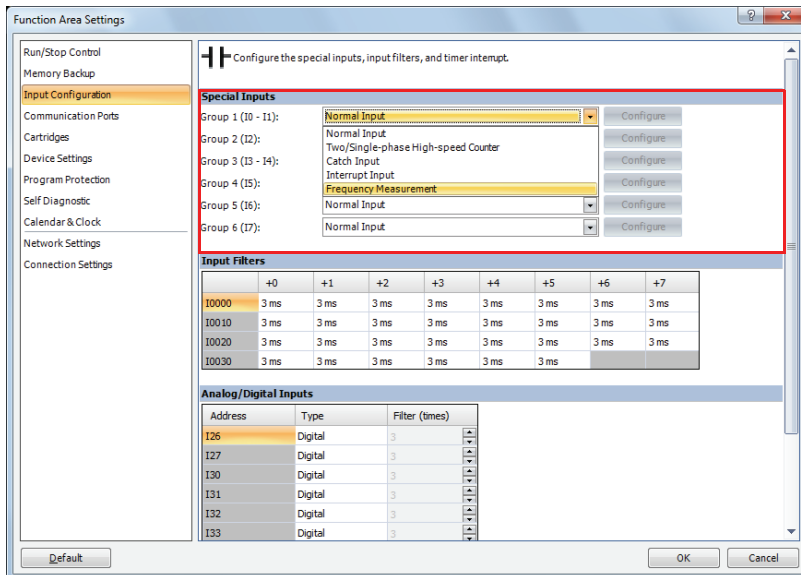 Function Area Settings
Run/Stop Control
Memory Backup
Input Configuration
Communication Ports
Cartridges
Device Settings
Program Protection
Self Diagnostic
Calendar & Clock
Network Settings
Connection Settings
Configure the special inputs, input filters, and timer interrupt.
Special Inputs
Group 1 (I0 - I1): Normal Input Configure
Normal Input
Group 2 (I2): Configure
Two/Single-phase High-speed Counter
Group 3 (I3 - I4): Catch Input Configure
Interrupt Input
Group 4 (I5): Configure
Frequency Measurement
Group 5 (I6): Normal Input Configure
Group 6 (I7): Normal Input Configure
Input Filters
+0 +1 +2 +3 +4 +5 +6 +7
I0000 3 ms 3 ms 3 ms 3 ms 3 ms 3 ms 3 ms 3 ms
I0010 3 ms 3 ms 3 ms 3 ms 3 ms 3 ms 3 ms 3 ms
I0020 3 ms 3 ms 3 ms 3 ms 3 ms 3 ms 3 ms 3 ms
I0030 3 ms 3 ms 3 ms 3 ms 3 ms 3 ms
Analog/Digital Inputs
Address Type Filter (times)
I26 Digital 3
I27 Digital 3
I30 Digital 3
I31 Digital 3
I32 Digital 3
I33 Digital 3
Default OK Cancel